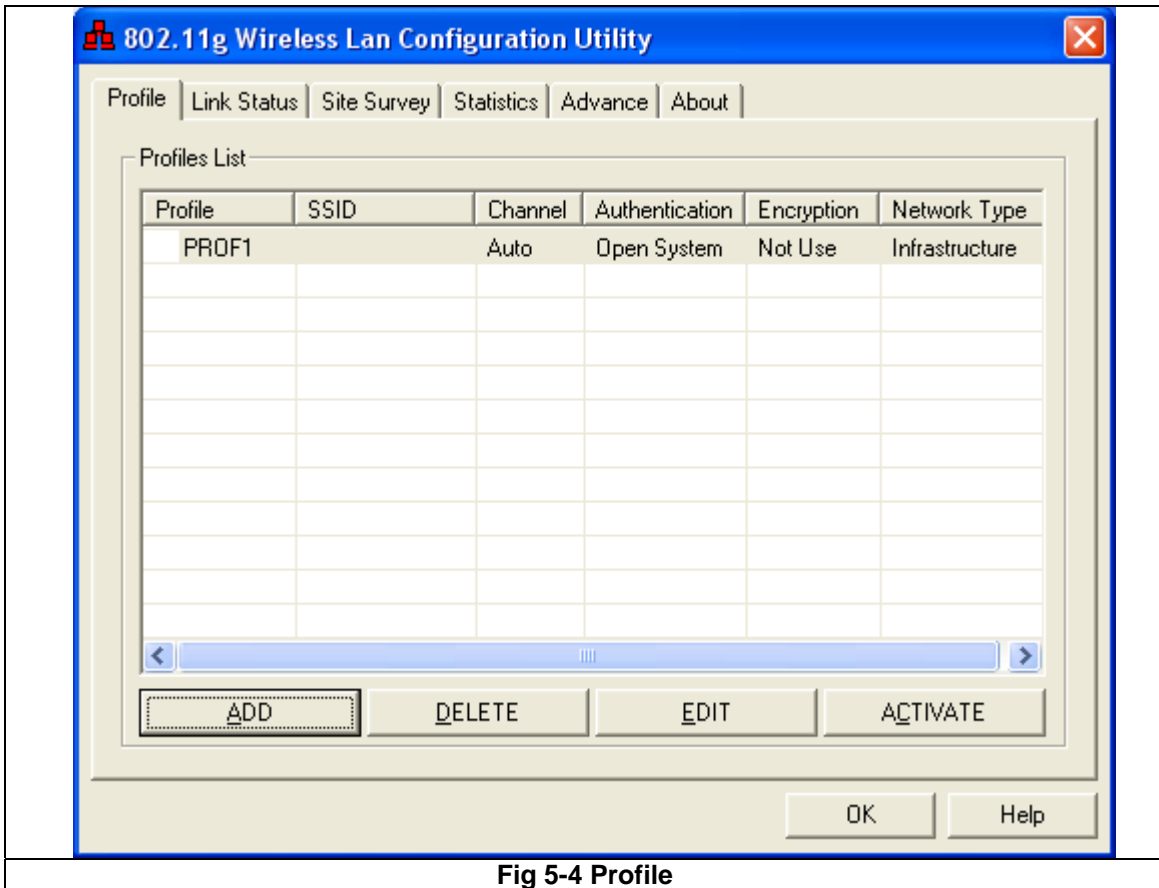 802.11g Wireless Lan Configuration Utility
Profile Link Status Site Survey Statistics Advance About
Profiles List
Profile SSID Channel Authentication Encryption Network Type
PROF1 Auto Open System Not Use Infrastructure
ADD DELETE EDIT ACTIVATE
OK Help
Fig 5-4 Profile